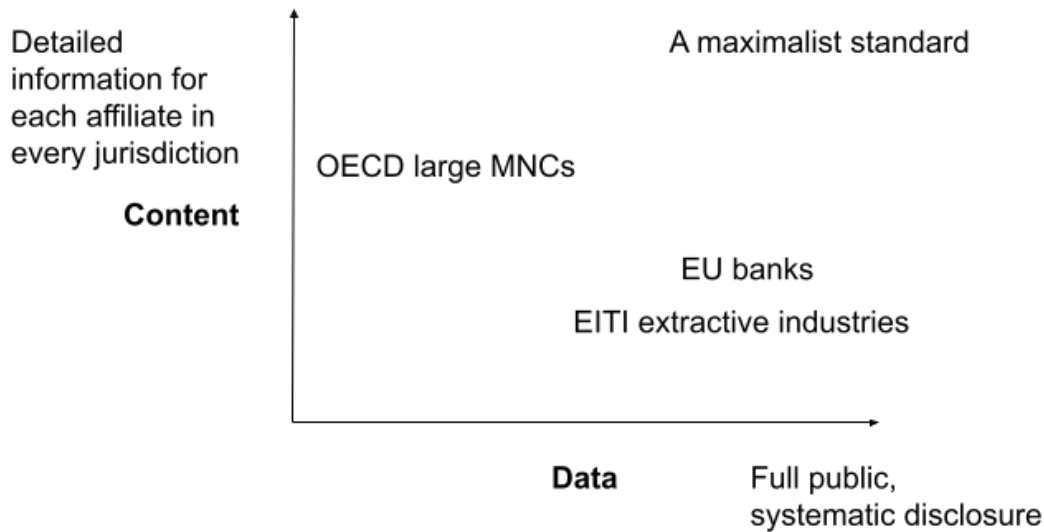 Detailed
information for
each affiliate in
every jurisdiction
Content
A maximalist standard
OECD large MNCs
EU banks
EITI extractive industries
Data
Full public,
systematic disclosure